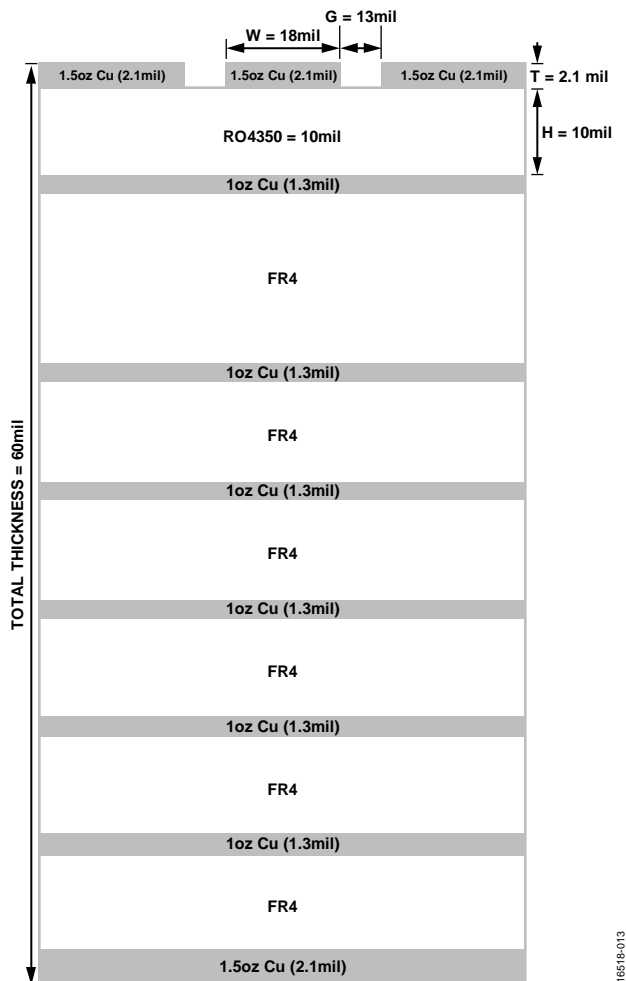 G = 13mil
W = 18mil
1.5oz Cu (2.1mil)
1.5oz Cu (2.1mil)
1.5oz Cu (2.1mil)
T = 2.1 mil
RO4350 = 10mil
H = 10mil
1oz Cu (1.3mil)
FR4
1oz Cu (1.3mil)
FR4
1oz Cu (1.3mil)
FR4
1oz Cu (1.3mil)
FR4
1oz Cu (1.3mil)
FR4
1oz Cu (1.3mil)
FR4
1.5oz Cu (2.1mil)
TOTAL THICKNESS = 60mil
16518-013